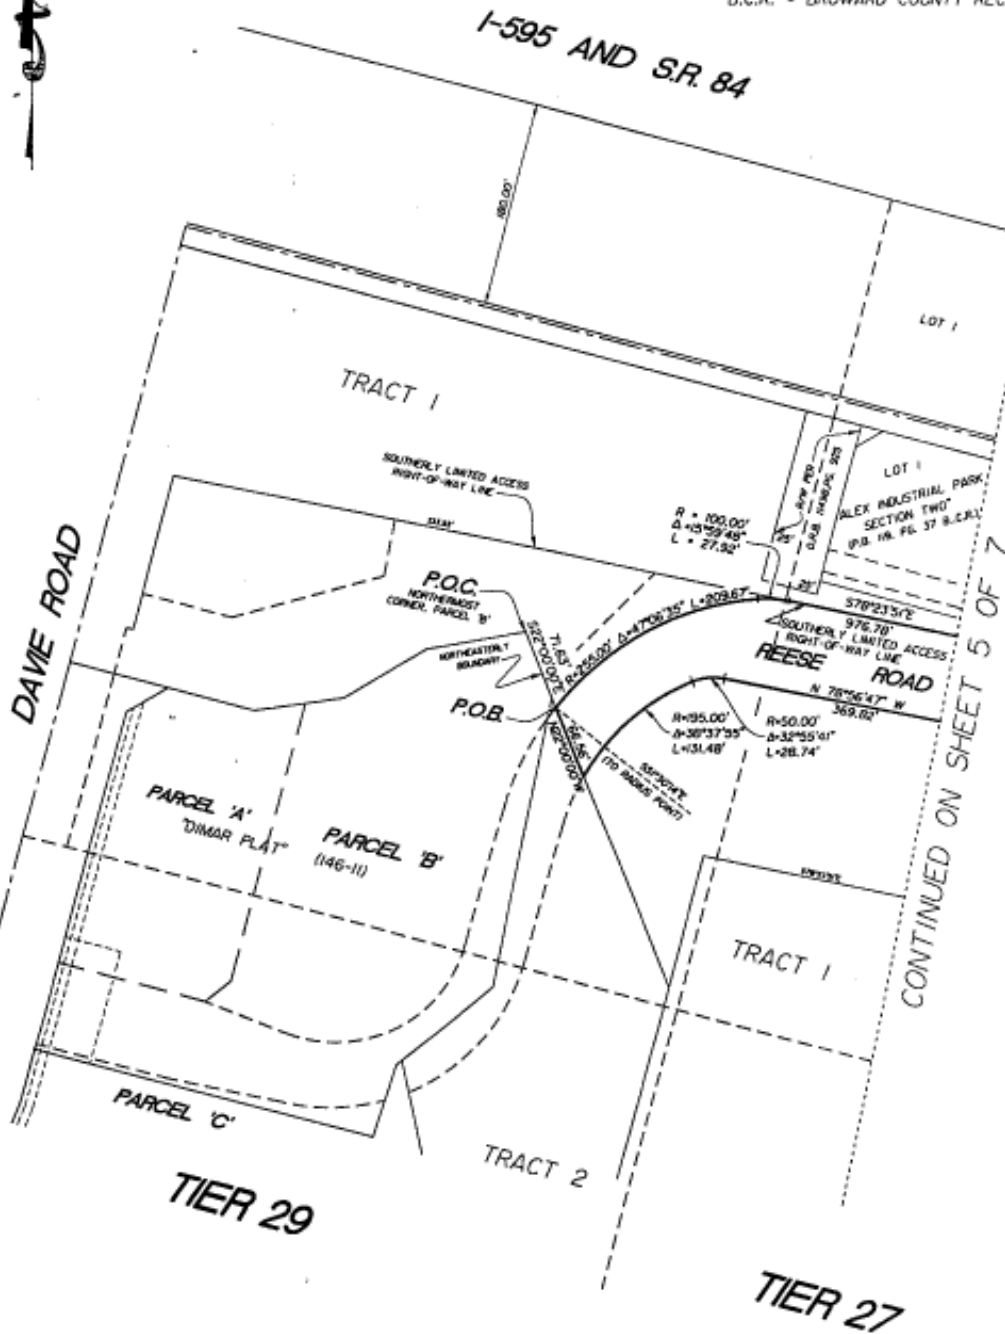 I-595 AND S.R. 84
180.00'
LOT 1
TRACT 1
SOUTHERLY LIMITED ACCESS
RIGHT-OF-WAY LINE
R = 100.00'
Δ =15°59'48"
L = 27.92'
R/W PER
25'
25'
LOT 1
ALEX INDUSTRIAL PARK
SECTION TWO"
(P.B. 119, PG. 37 B.C.R.)
P.O.C.
NORTHERNMOST
CORNER, PARCEL 'B'
NORTHEASTERLY
BOUNDARY
S22°00'00"E
71.63'
R=255.00' Δ=47°06'35" L=209.67'
S78°23'51"E
976.78'
SOUTHERLY LIMITED ACCESS
RIGHT-OF-WAY LINE
REESE ROAD
N 78°56'47" W
369.82'
P.O.B.
66.56'
N22°00'00"W
(TO RADIUS POINT)
R=195.00'
Δ=38°37'55"
L=131.48'
R=50.00'
Δ=32°55'41"
L=28.74'
DAVIE ROAD
PARCEL 'A'
"DIMAR PLAT"
PARCEL 'B'
(146-11)
TRACT 1
CONTINUED ON SHEET 5 OF 7
PARCEL 'C'
TRACT 2
TIER 29
TIER 27